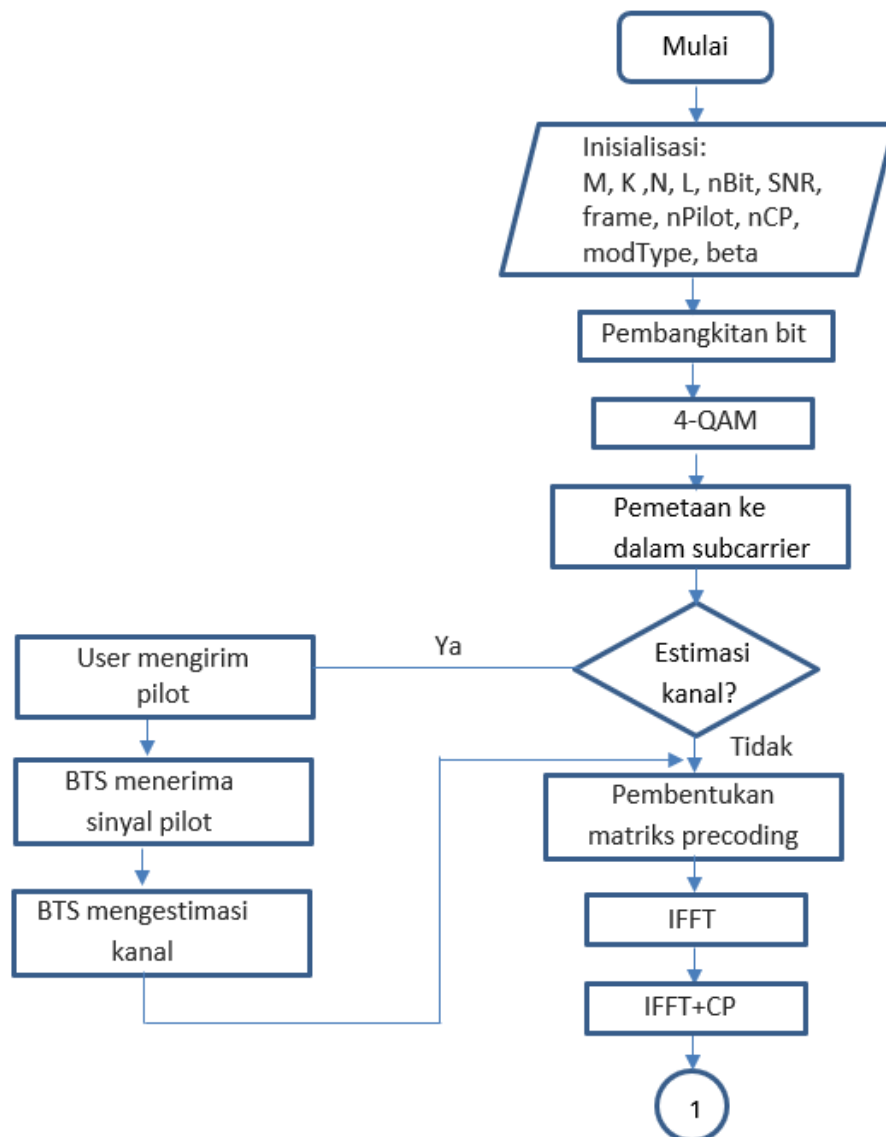 Mulai
Inisialisasi:
M, K ,N, L, nBit, SNR,
frame, nPilot, nCP,
modType, beta
Pembangkitan bit
4-QAM
Pemetaan ke
dalam subcarrier
Estimasi
kanal?
Ya
Tidak
User mengirim
pilot
BTS menerima
sinyal pilot
BTS mengestimasi
kanal
Pembentukan
matriks precoding
IFFT
IFFT+CP
1